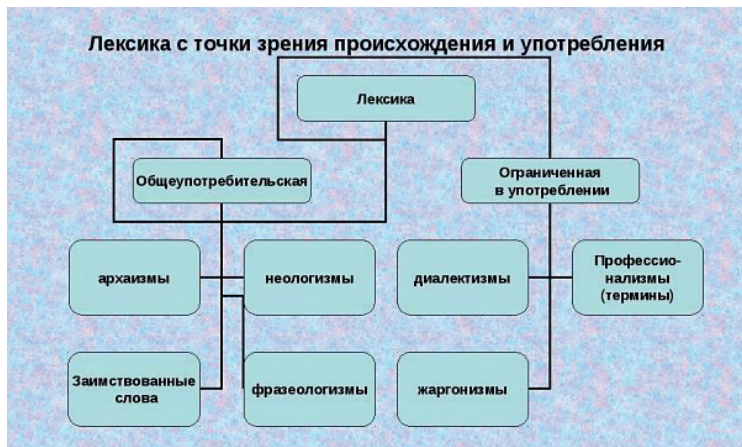 Лексика с точки зрения происхождения и употребления
Лексика
Общеупотребительская
Ограниченная
в употреблении
архаизмы
неологизмы
диалектизмы
Профессио-
нализмы
(термины)
Заимствованные
слова
фразеологизмы
жаргонизмы